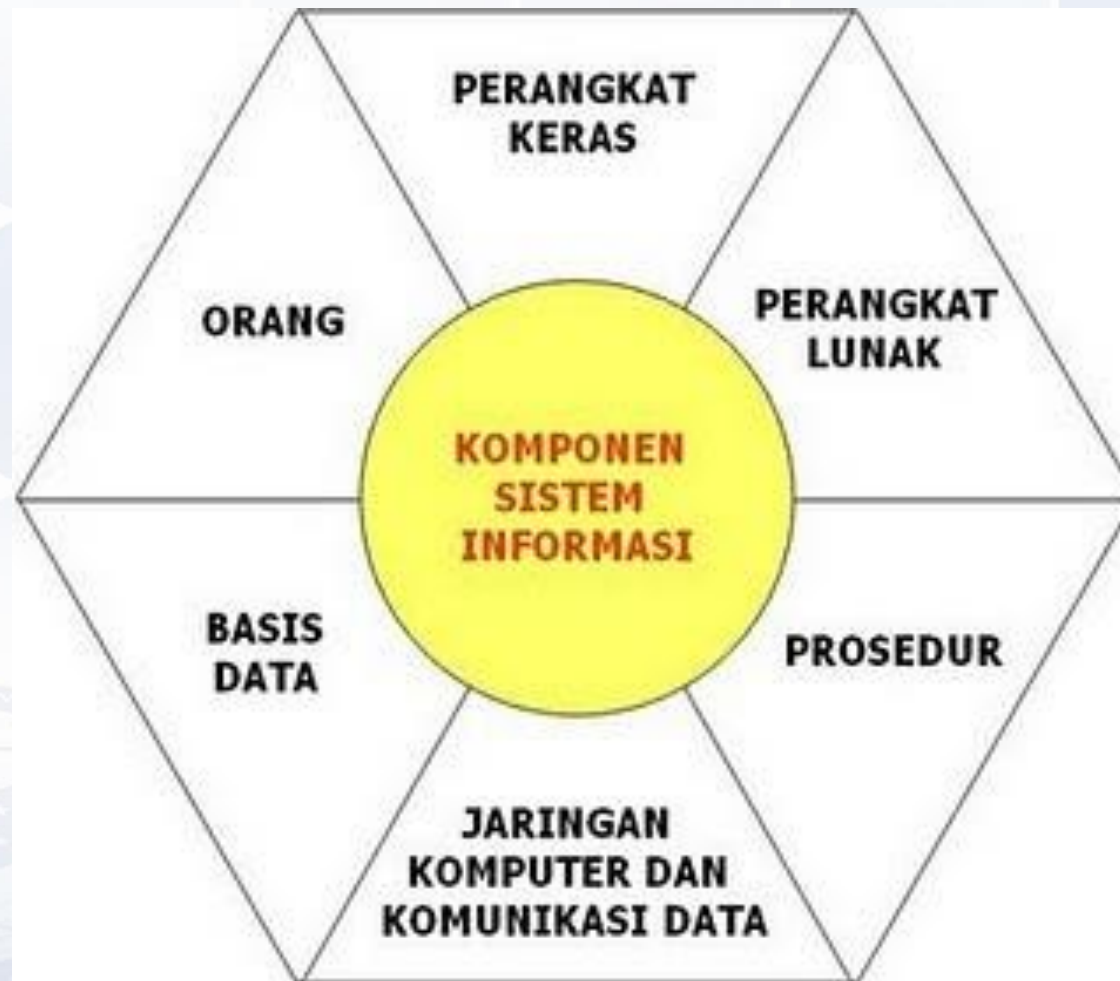 PERANGKAT
KERAS
ORANG
PERANGKAT
LUNAK
KOMPONEN
SISTEM
INFORMASI
BASIS
DATA
PROSEDUR
JARINGAN
KOMPUTER DAN
KOMUNIKASI DATA